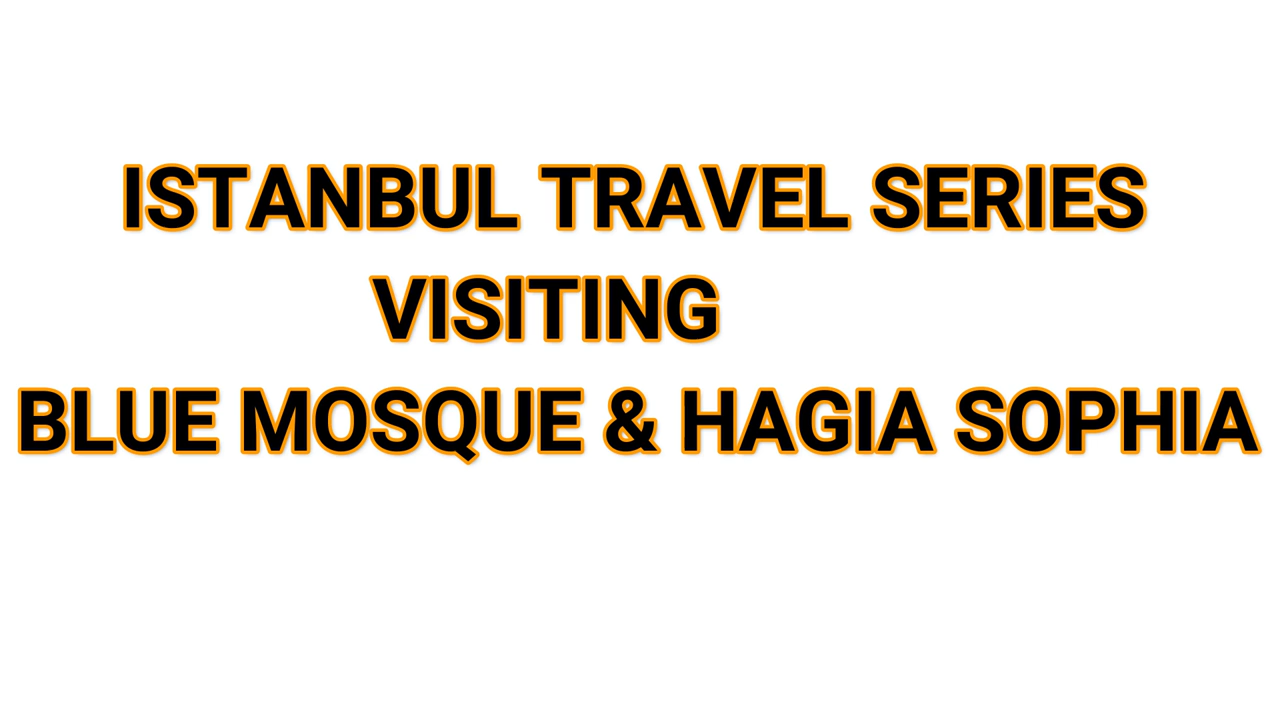 ISTANBUL TRAVEL SERIES
VISITING
BLUE MOSQUE & HAGIA SOPHIA